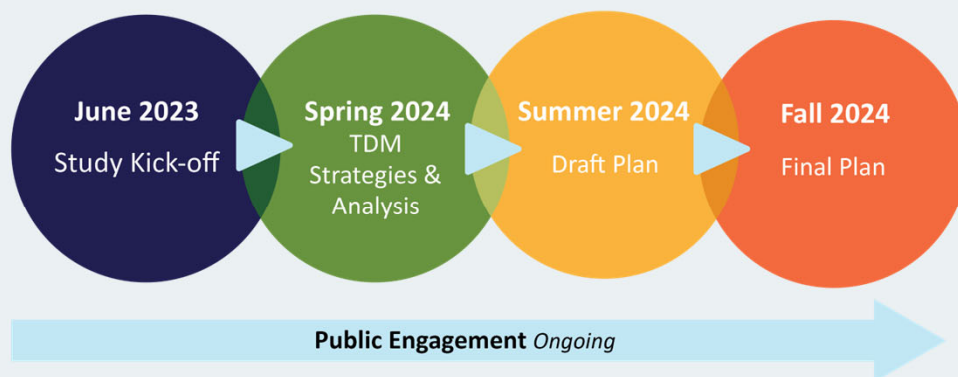 June 2023
Study Kick-off
Spring 2024
TDM
Strategies &
Analysis
Summer 2024
Draft Plan
Fall 2024
Final Plan
Public Engagement Ongoing